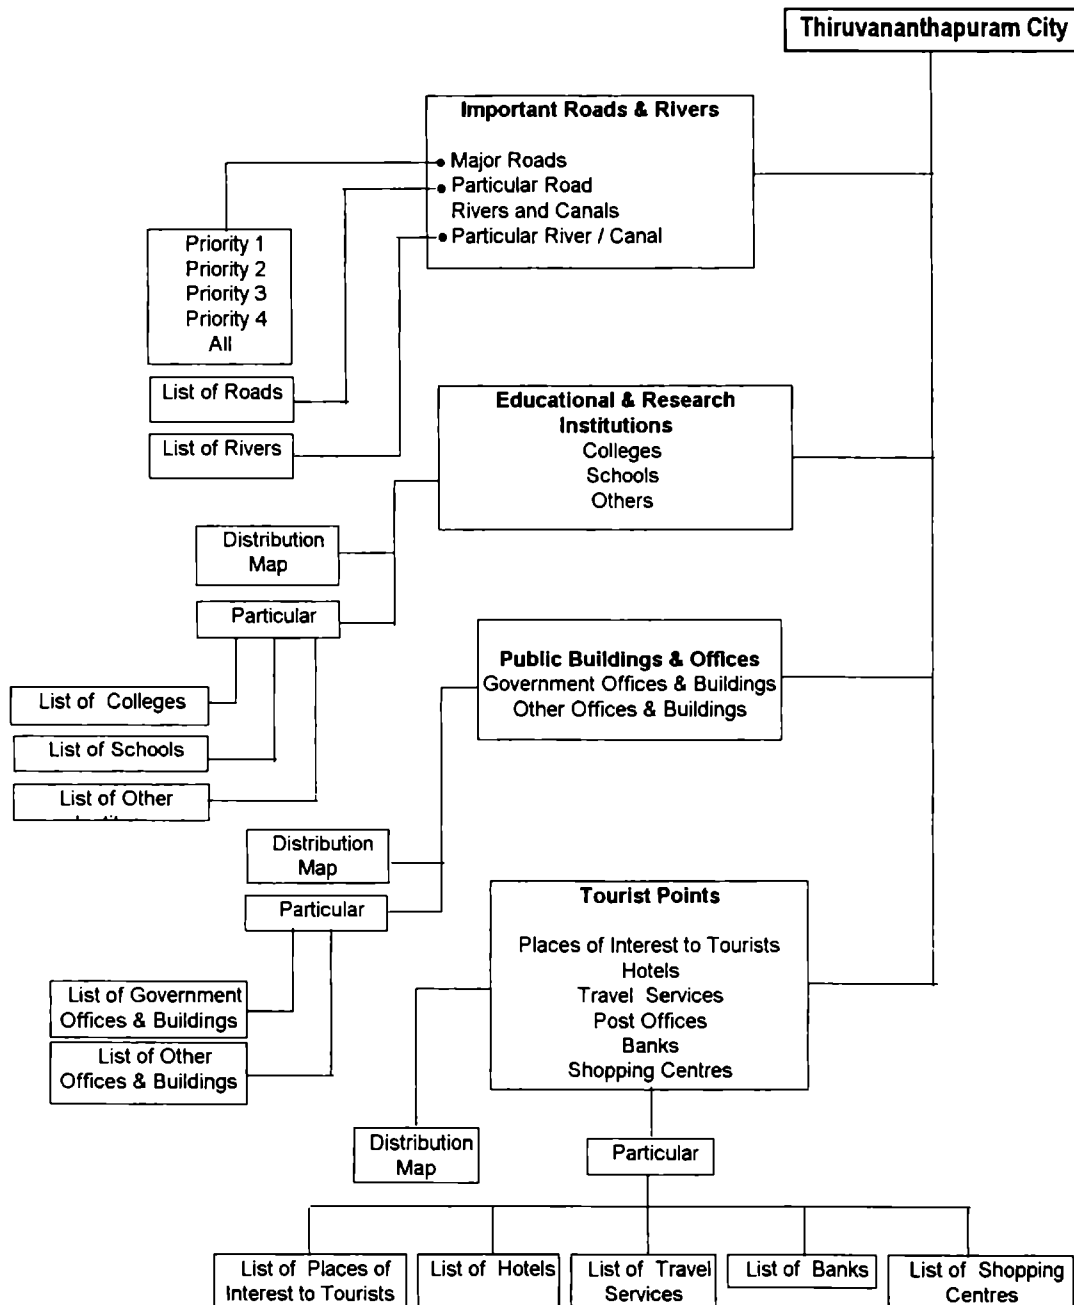 Thiruvananthapuram City
Important Roads & Rivers
Major Roads
Particular Road
Rivers and Canals
Particular River / Canal
Priority 1
Priority 2
Priority 3
Priority 4
All
List of Roads
List of Rivers
Educational & Research
Institutions
Colleges
Schools
Others
Distribution
Map
Particular
List of Colleges
List of Schools
List of Other
Public Buildings & Offices
Government Offices & Buildings
Other Offices & Buildings
Distribution
Map
Particular
List of Government
Offices & Buildings
List of Other
Offices & Buildings
Tourist Points
Places of Interest to Tourists
Hotels
Travel Services
Post Offices
Banks
Shopping Centres
Distribution
Map
Particular
List of Places of
Interest to Tourists
List of Hotels
List of Travel
Services
List of Banks
List of Shopping
Centres